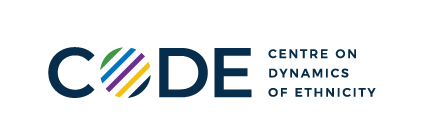 CODE
CENTRE ON
DYNAMICS
OF ETHNICITY